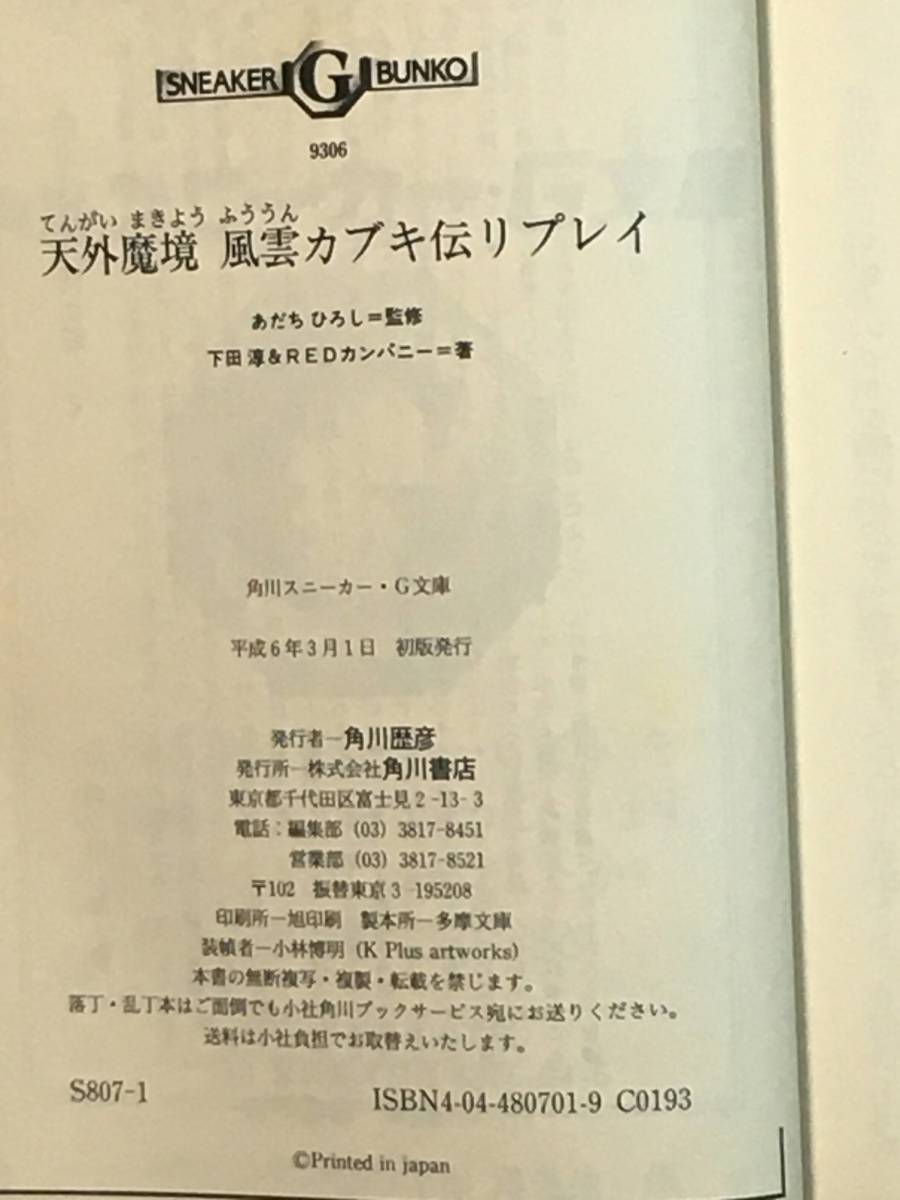 SNEAKER G BUNKO
9306
てんがい まきよう ふううん
天外魔境 風雲カブキ伝リプレイ
あだち ひろし=監修
下田 淳&REDカンパニー=著
角川スニーカー・G文庫
平成6年3月1日 初版発行
発行者―角川歴彦
発行所―株式会社角川書店
東京都千代田区富士見2-13-3
電話:編集部 (03) 3817-8451
営業部 (03) 3817-8521
〒102 振替東京3-195208
印刷所―旭印刷 製本所―多摩文庫
装幀者―小林博明 (K Plus artworks)
本書の無断複写・複製・転載を禁じます。
落丁・乱丁本はご面倒でも小社角川ブックサービス宛にお送りください。
送料は小社負担でお取替えいたします。
S807-1 ISBN4-04-480701-9 C0193
©Printed in japan